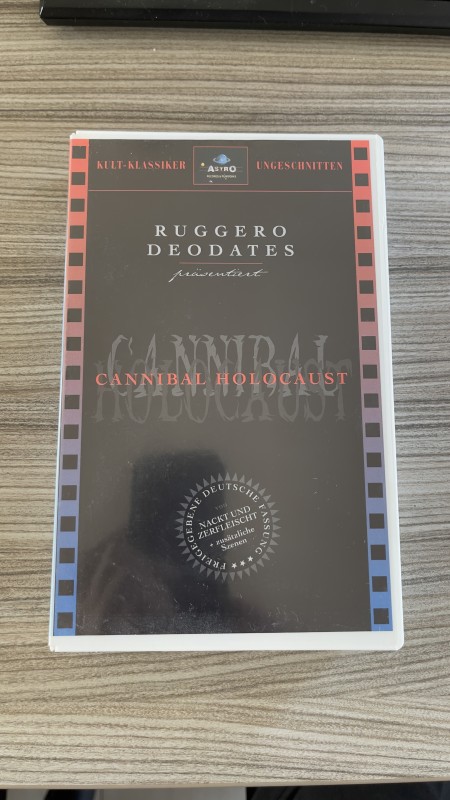 KULT-KLASSIKER
ASTRO
UNGESCHNITTEN
RUGGERO
DEODATES
präsentiert
CANNIBAL
HOLOCAUST
CANNIBAL HOLOCAUST
FREIGEGEBENE DEUTSCHE FASSUNG
NACKT UND
ZERFLEISCHT
+ zusätzliche
Szenen